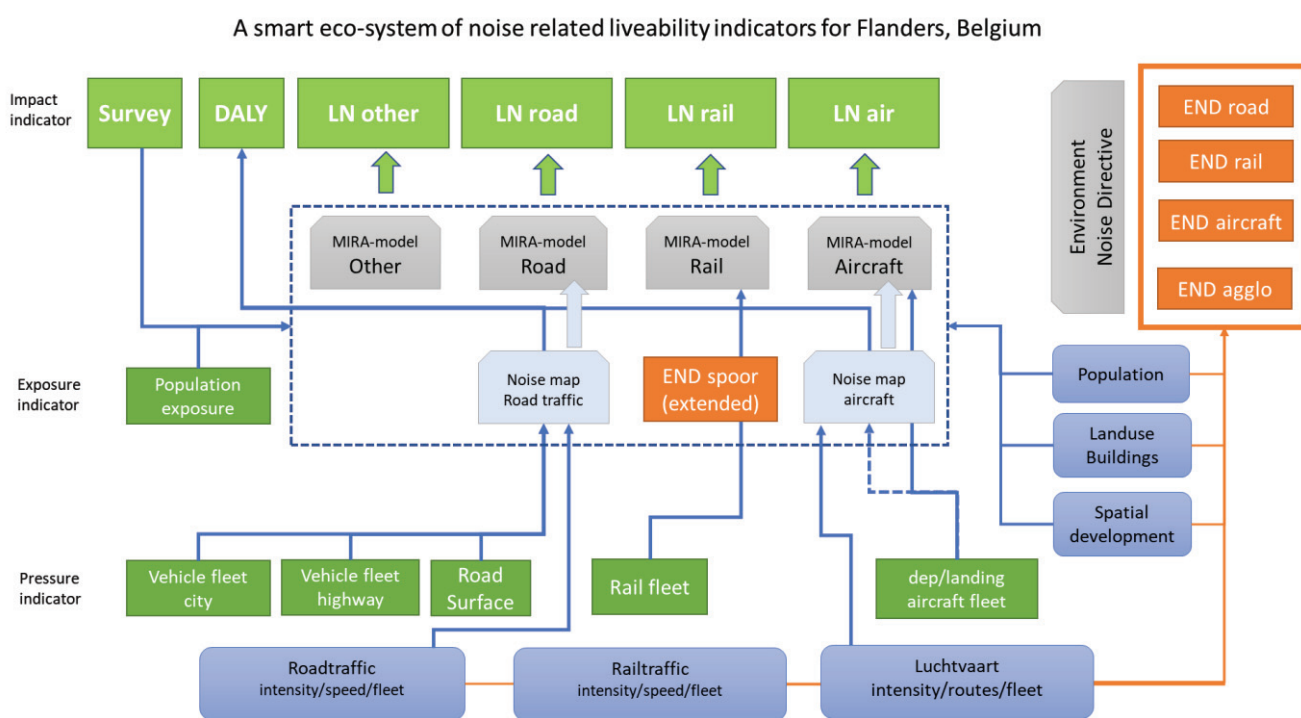 A smart eco-system of noise related liveability indicators for Flanders, Belgium
Impact
indicator
Survey
DALY
LN other
LN road
LN rail
LN air
Environment
Noise Directive
END road
END rail
END aircraft
END agglo
MIRA-model
Other
MIRA-model
Road
MIRA-model
Rail
MIRA-model
Aircraft
Exposure
indicator
Population
exposure
Noise map
Road traffic
END spoor
(extended)
Noise map
aircraft
Population
Landuse
Buildings
Spatial
development
Pressure
indicator
Vehicle fleet
city
Vehicle fleet
highway
Road
Surface
Rail fleet
dep/landing
aircraft fleet
Roadtraffic
intensity/speed/fleet
Railtraffic
intensity/speed/fleet
Luchtvaart
intensity/routes/fleet